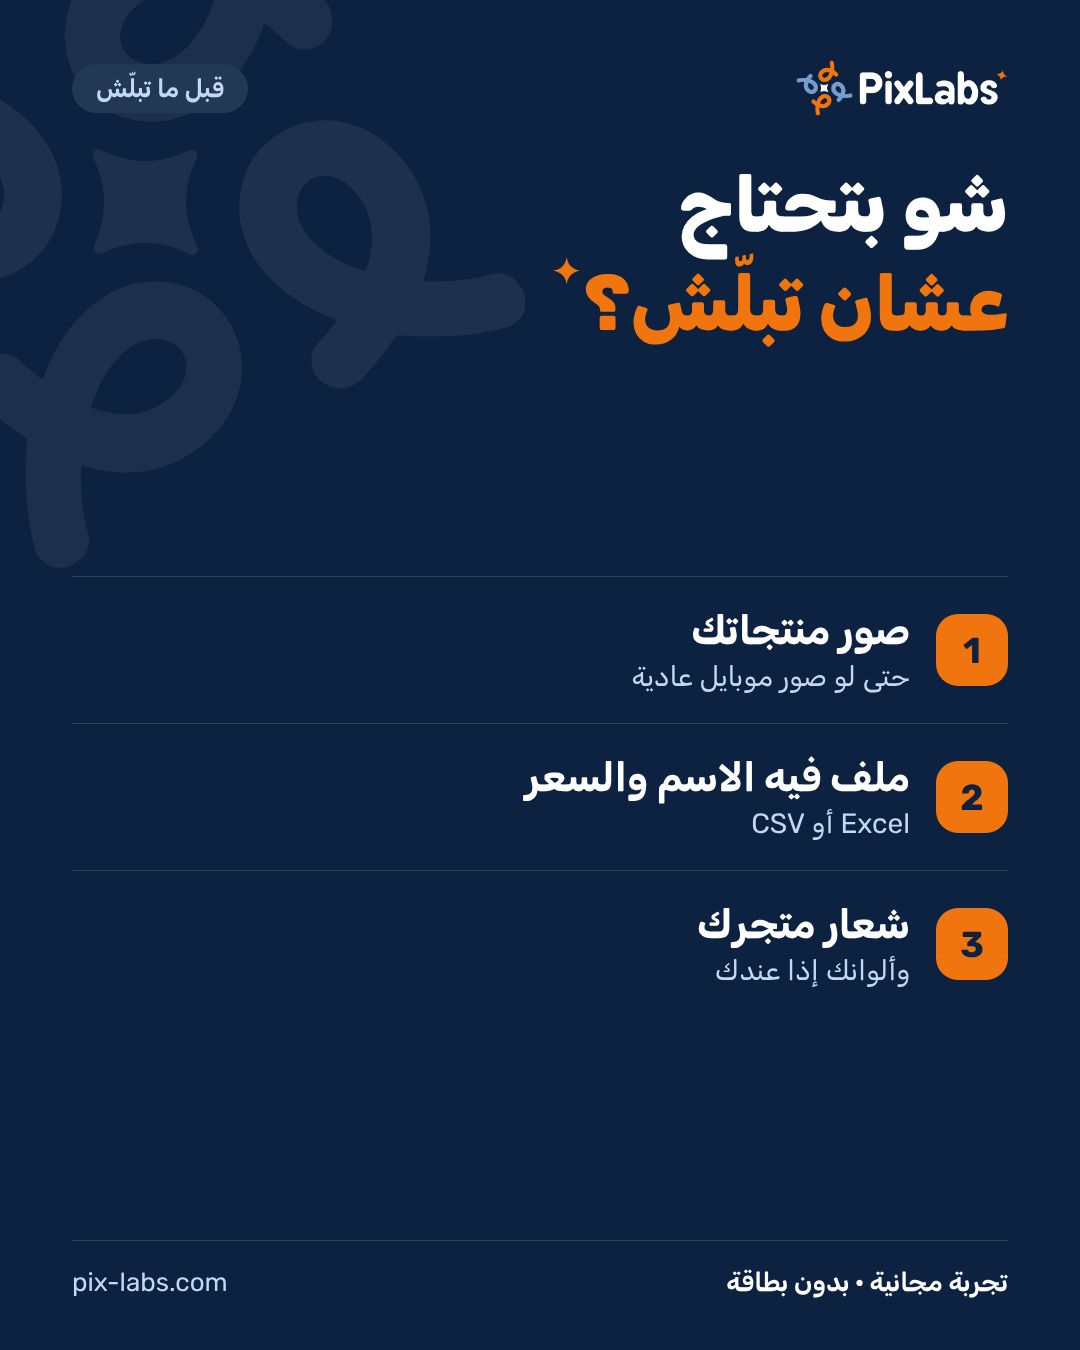 PixLabs
قبل ما تبلّش
شو بتحتاج
عشان تبلّش؟
1
صور منتجاتك
حتى لو صور موبايل عادية
2
ملف فيه الاسم والسعر
Excel أو CSV
3
شعار متجرك
وألوانك إذا عندك
تجربة مجانية • بدون بطاقة
pix-labs.com